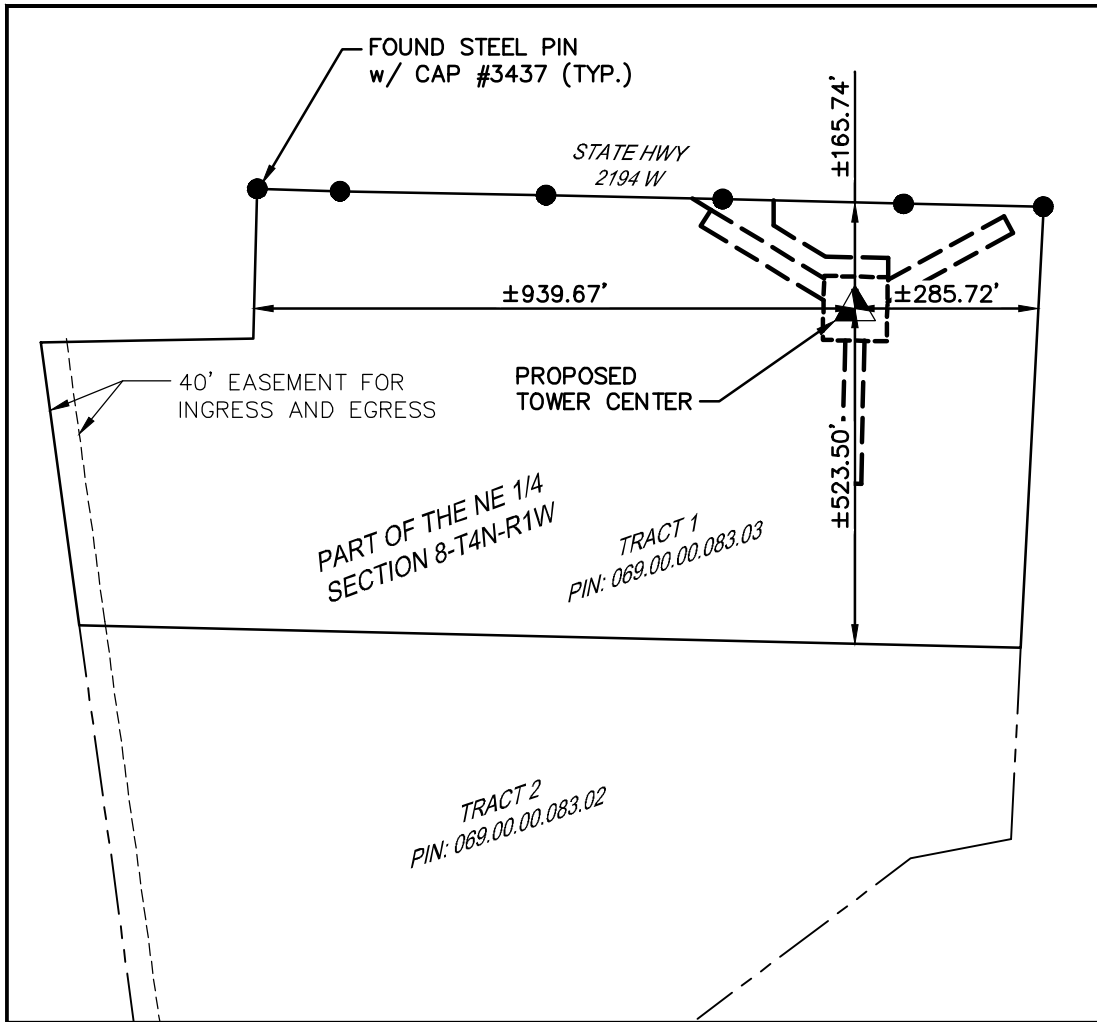 FOUND STEEL PIN
w/ CAP #3437 (TYP.)
±165.74'
STATE HWY
2194 W
±939.67'
±285.72'
40' EASEMENT FOR
INGRESS AND EGRESS
PROPOSED
TOWER CENTER
±523.50'
PART OF THE NE 1/4
SECTION 8-T4N-R1W
TRACT 1
PIN: 069.00.00.083.03
TRACT 2
PIN: 069.00.00.083.02